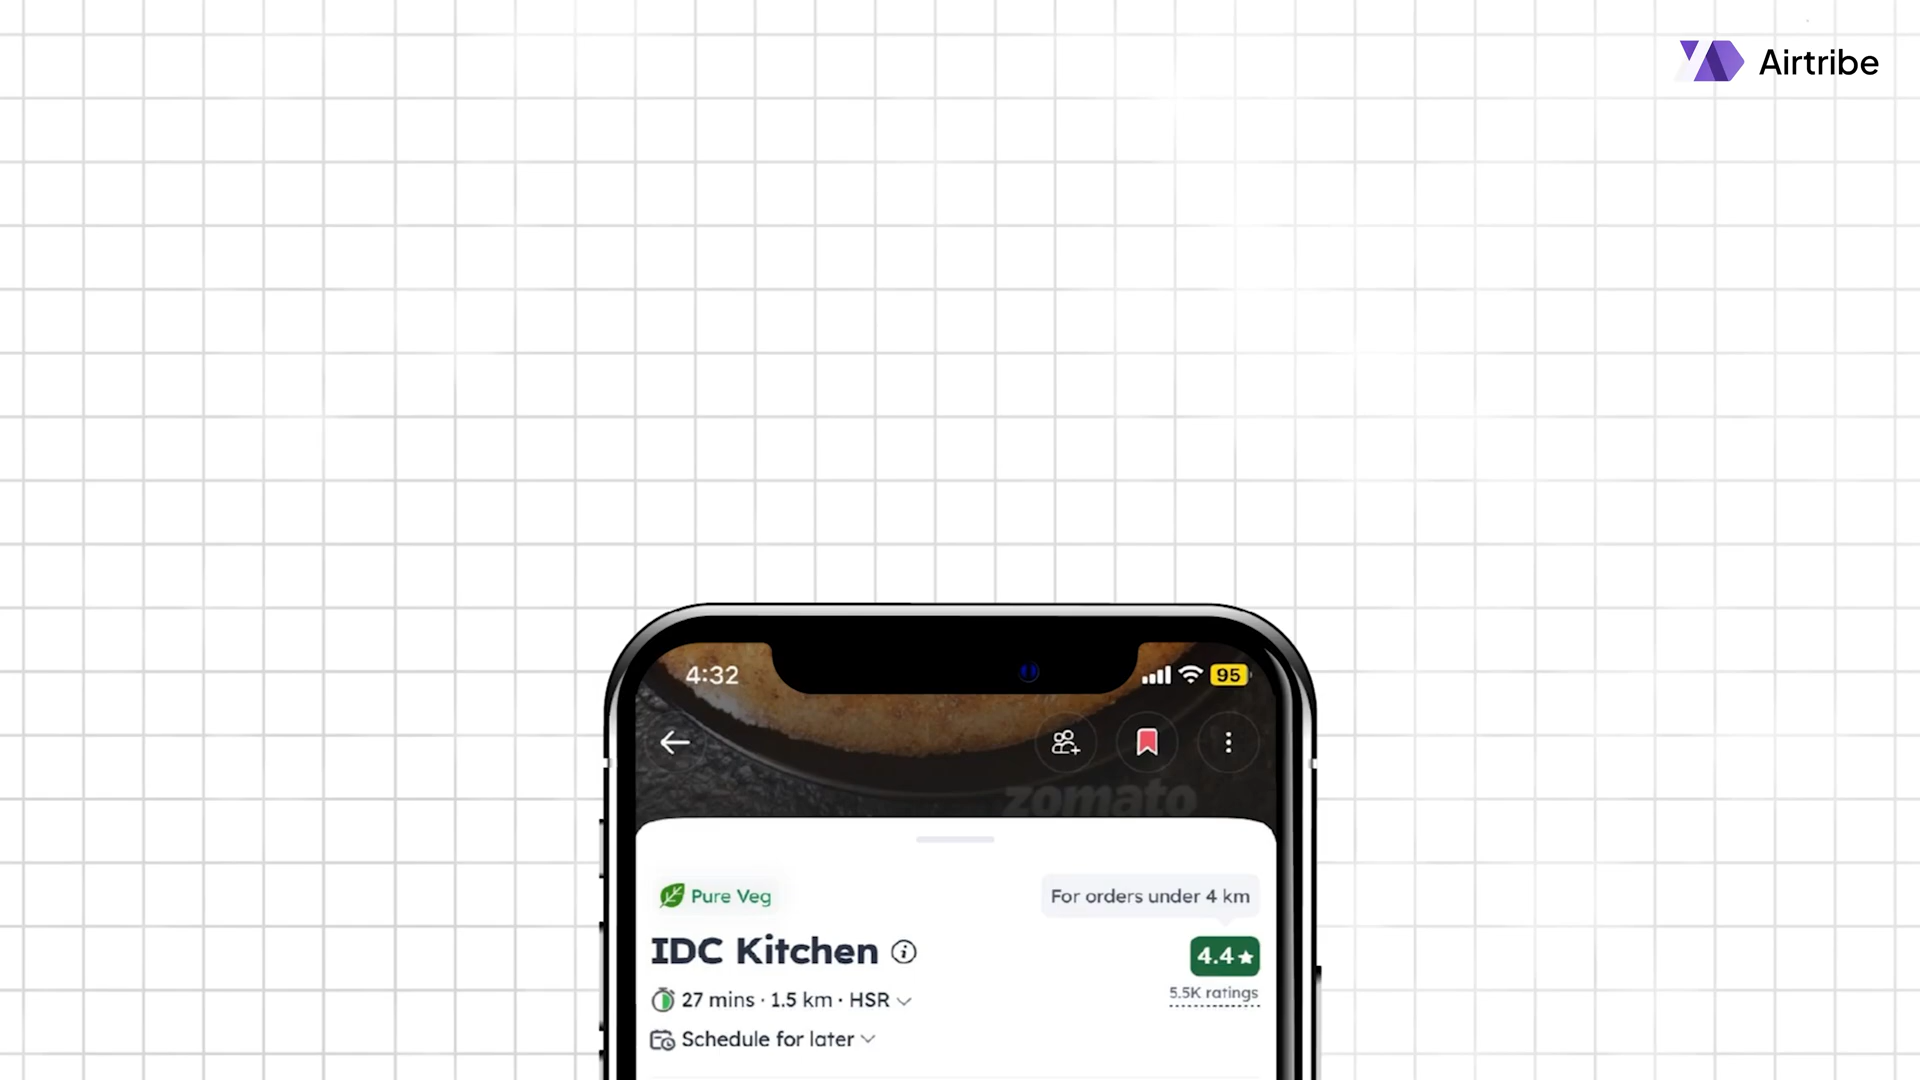 Airtribe
4:32
95
zomato
Pure Veg
For orders under 4 km
IDC Kitchen
4.4★
27 mins · 1.5 km · HSR
5.5K ratings
Schedule for later